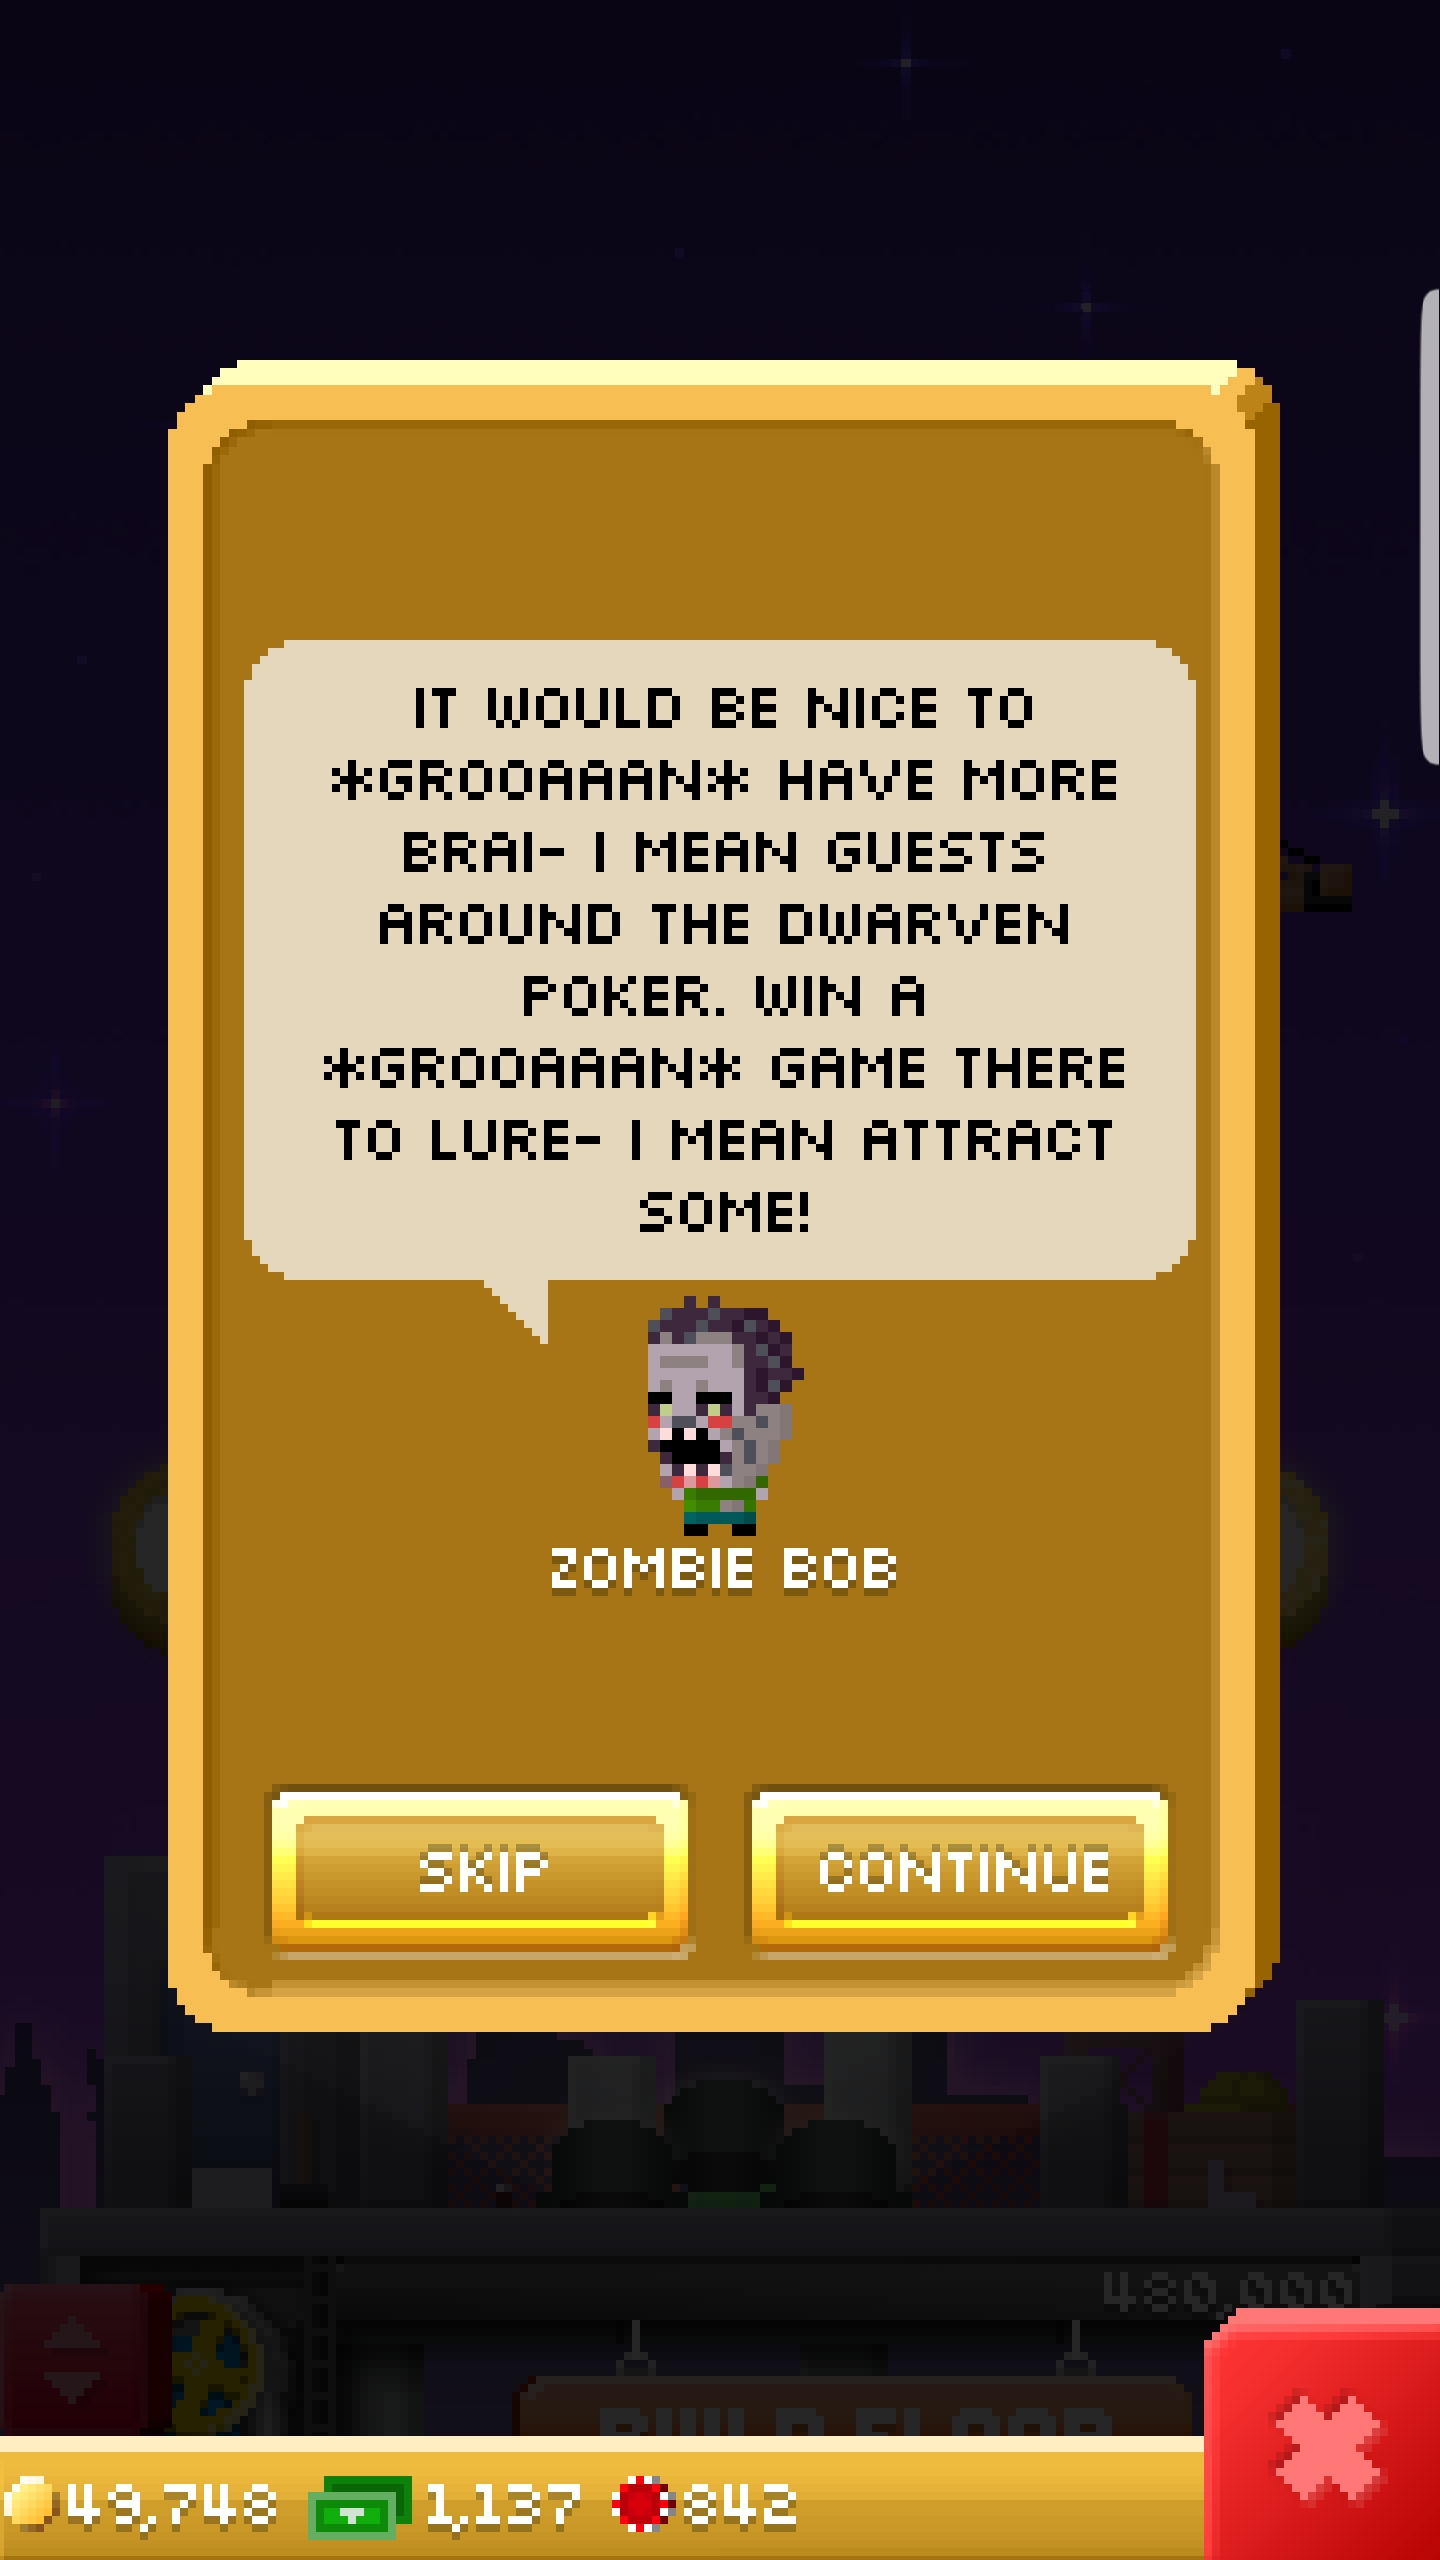 IT WOULD BE NICE TO
*GROOAAAN* HAVE MORE
BRAI- I MEAN GUESTS
AROUND THE DWARVEN
POKER. WIN A
*GROOAAAN* GAME THERE
TO LURE- I MEAN ATTRACT
SOME!
ZOMBIE BOB
SKIP CONTINUE
480,000
BUILD FLOOR
49,748 1,137 842